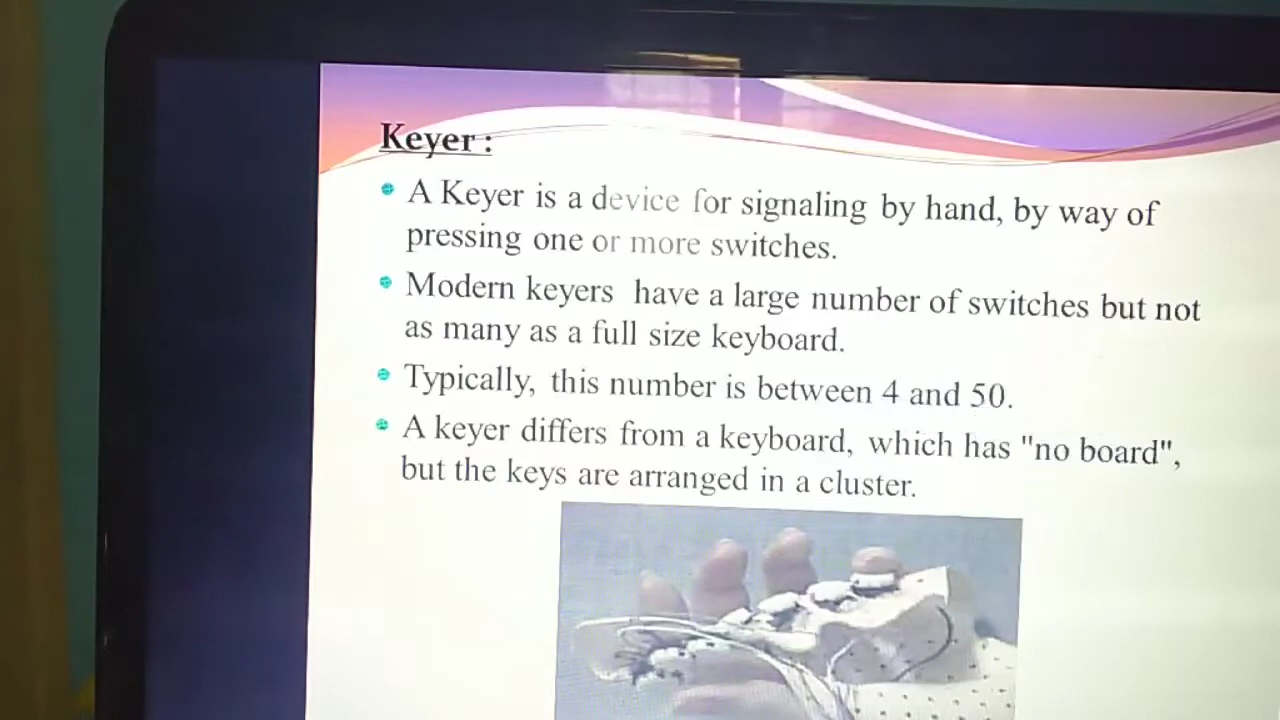 Keyer :
A Keyer is a device for signaling by hand, by way of
pressing one or more switches.
Modern keyers have a large number of switches but not
as many as a full size keyboard.
Typically, this number is between 4 and 50.
A keyer differs from a keyboard, which has "no board",
but the keys are arranged in a cluster.